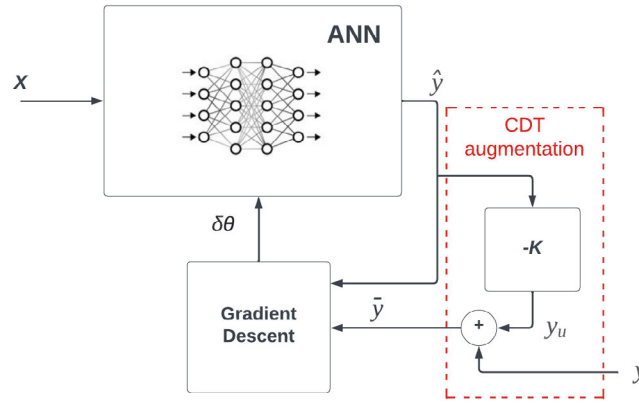 ANN
X
ŷ
CDT
augmentation
-K
δθ
Gradient
Descent
ȳ
+
y_u
y